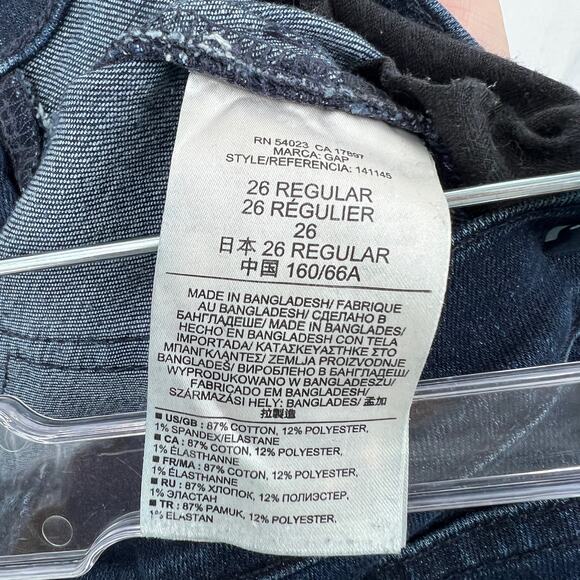 RN 54023 CA 17897
MARCA: GAP
STYLE/REFERENCIA: 141145
26 REGULAR
26 RÉGULIER
26
日本 26 REGULAR
中国 160/66A
MADE IN BANGLADESH/ FABRIQUE
AU BANGLADESH/ СДЕЛАНО В
БАНГЛАДЕШЕ/ MADE IN BANGLADESH/
HECHO EN BANGLADESH CON TELA
IMPORTADA/ ΚΑΤΑΣΚΕΥΑΣΤΗΚΕ ΣΤΟ
ΜΠΑΝΓΚΛΑΝΤΕΣ/ ZEMLJA PROIZVODNJE
BANGLADEŠ/ ВИРОБЛЕНО В БАНГЛАДЕШ/
WYPRODUKOWANO W BANGLADESZU/
FABRICADO EM BANGLADESH/
SZÁRMAZÁSI HELY: BANGLADES/ 孟加
拉製造
■ US/GB : 87% COTTON, 12% POLYESTER,
1% SPANDEX/ELASTANE
■ CA : 87% COTON, 12% POLYESTER,
1% ÉLASTHANNE
■ FR/MA : 87% COTON, 12% POLYESTER,
1% ÉLASTHANNE
■ RU : 87% ХЛОПОК, 12% ПОЛИЭСТЕР,
1% ЭЛАСТАН
■ TR : 87% PAMUK, 12% POLYESTER,
1% ELASTAN